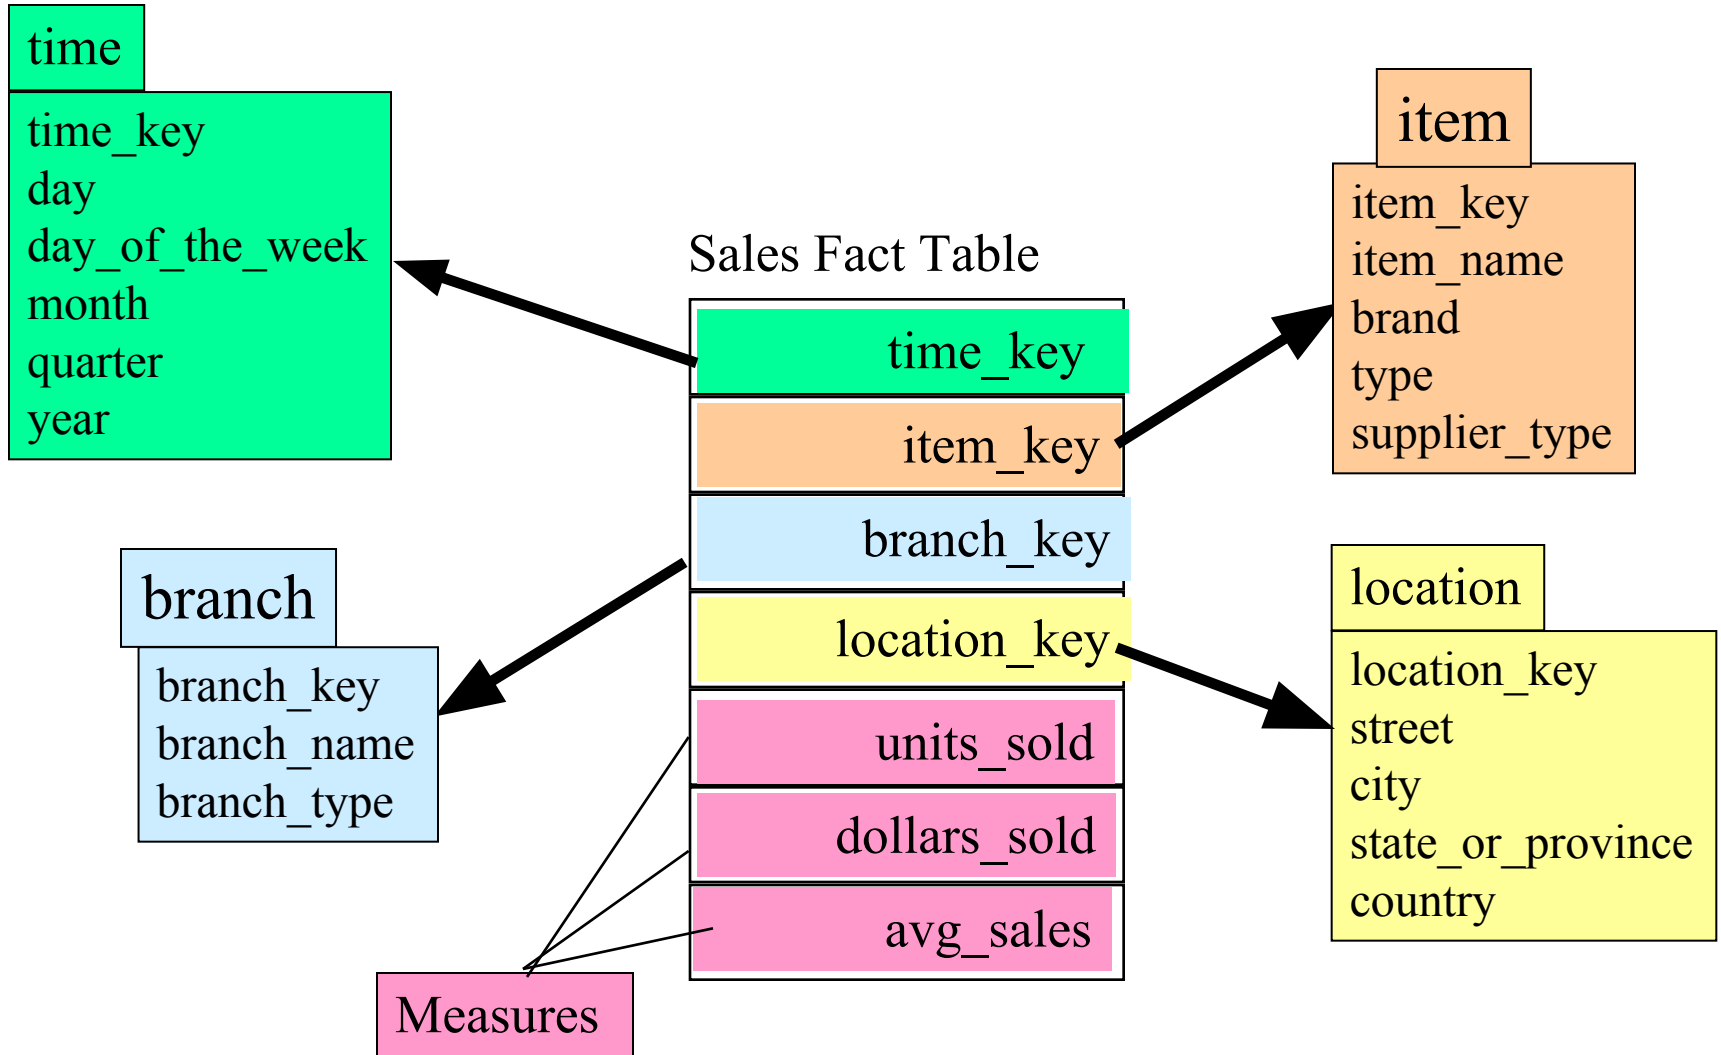 time
time_key
day
day_of_the_week
month
quarter
year
item
item_key
item_name
brand
type
supplier_type
Sales Fact Table
time_key
item_key
branch_key
location_key
units_sold
dollars_sold
avg_sales
branch
branch_key
branch_name
branch_type
location
location_key
street
city
state_or_province
country
Measures